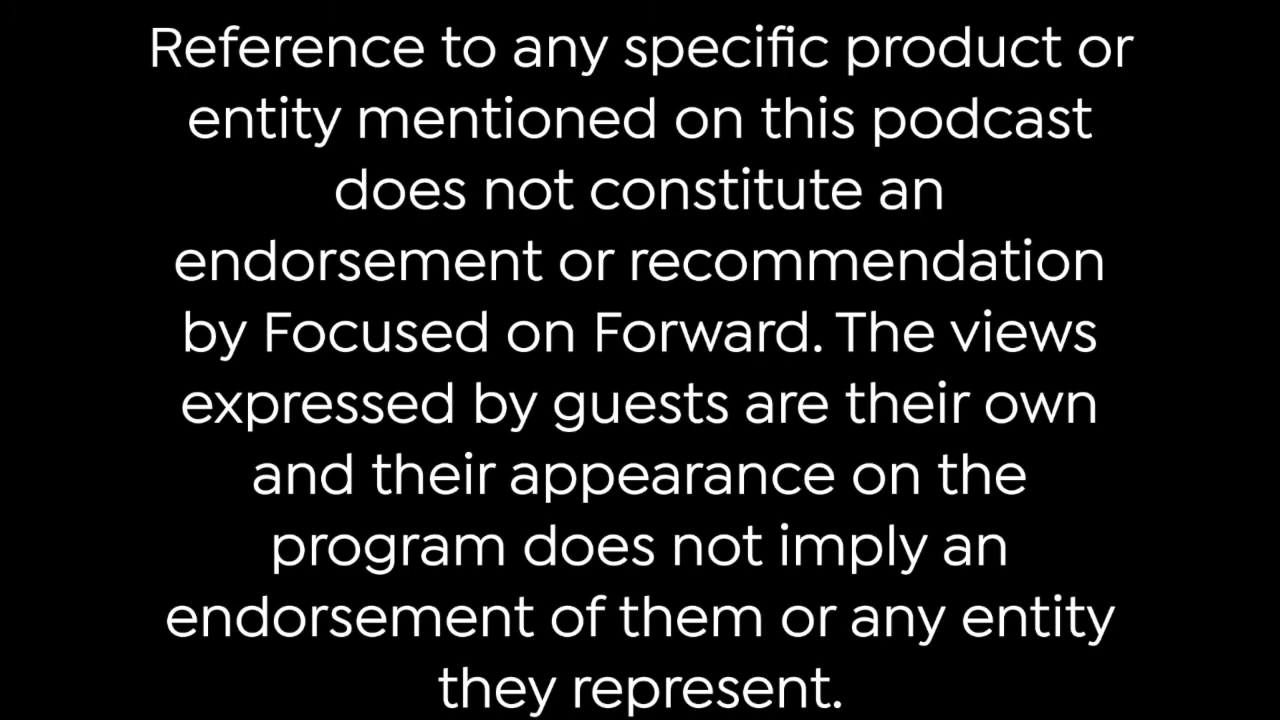 Reference to any specific product or
entity mentioned on this podcast
does not constitute an
endorsement or recommendation
by Focused on Forward. The views
expressed by guests are their own
and their appearance on the
program does not imply an
endorsement of them or any entity
they represent.